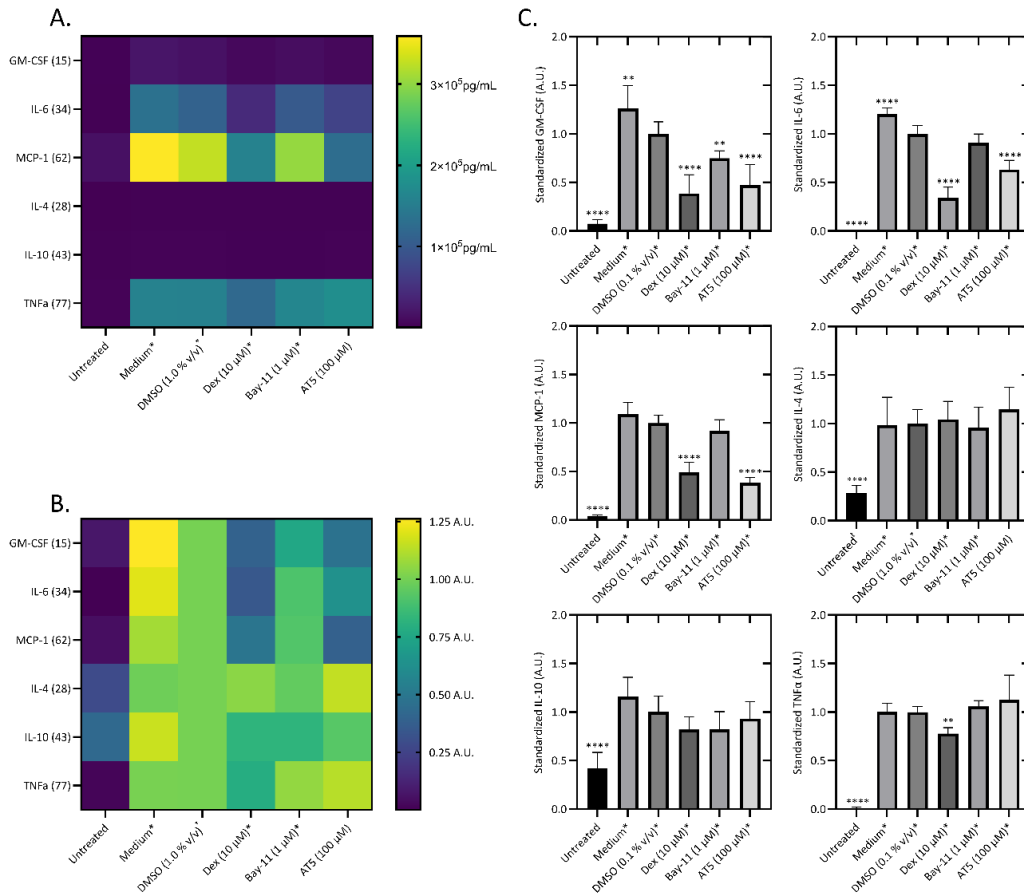 A.
GM-CSF (15)
IL-6 (34)
MCP-1 (62)
IL-4 (28)
IL-10 (43)
TNFa (77)
Untreated
Medium*
DMSO (1.0 % v/v)*
Dex (10 µM)*
Bay-11 (1 µM)*
AT5 (100 µM)
3×10⁵pg/mL
2×10⁵pg/mL
1×10⁵pg/mL
B.
GM-CSF (15)
IL-6 (34)
MCP-1 (62)
IL-4 (28)
IL-10 (43)
TNFa (77)
Untreated
Medium*
DMSO (1.0 % v/v)*
Dex (10 µM)*
Bay-11 (1 µM)*
AT5 (100 µM)
1.25 A.U.
1.00 A.U.
0.75 A.U.
0.50 A.U.
0.25 A.U.
C.
Standardized GM-CSF (A.U.)
2.0
1.5
1.0
0.5
0.0
****
**
****
**
****
Untreated
Medium*
DMSO (0.1 % v/v)*
Dex (10 µM)*
Bay-11 (1 µM)*
AT5 (100 µM)*
Standardized IL-6 (A.U.)
2.0
1.5
1.0
0.5
0.0
****
****
****
****
Untreated
Medium*
DMSO (0.1 % v/v)*
Dex (10 µM)*
Bay-11 (1 µM)*
AT5 (100 µM)*
Standardized MCP-1 (A.U.)
2.0
1.5
1.0
0.5
0.0
****
****
****
Untreated
Medium*
DMSO (0.1 % v/v)*
Dex (10 µM)*
Bay-11 (1 µM)*
AT5 (100 µM)*
Standardized IL-4 (A.U.)
2.0
1.5
1.0
0.5
0.0
****
Untreated*
Medium*
DMSO (1.0 % v/v)*
Dex (10 µM)*
Bay-11 (1 µM)*
AT5 (100 µM)
Standardized IL-10 (A.U.)
2.0
1.5
1.0
0.5
0.0
****
Untreated
Medium*
DMSO (0.1 % v/v)*
Dex (10 µM)*
Bay-11 (1 µM)*
AT5 (100 µM)*
Standardized TNFα (A.U.)
2.0
1.5
1.0
0.5
0.0
****
**
Untreated
Medium*
DMSO (0.1 % v/v)*
Dex (10 µM)*
Bay-11 (1 µM)*
AT5 (100 µM)*